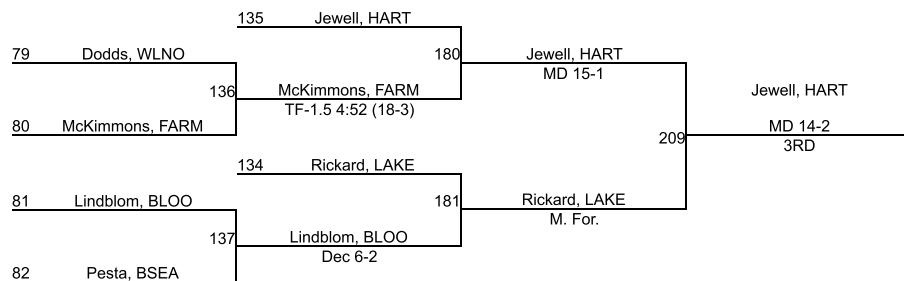 135 Jewell, HART
79 Dodds, WLNO
180 Jewell, HART
MD 15-1
136 McKimmons, FARM
TF-1.5 4:52 (18-3)
Jewell, HART
80 McKimmons, FARM
MD 14-2
209
3RD
134 Rickard, LAKE
81 Lindblom, BLOO
181 Rickard, LAKE
M. For.
137 Lindblom, BLOO
Dec 6-2
82 Pesta, BSEA